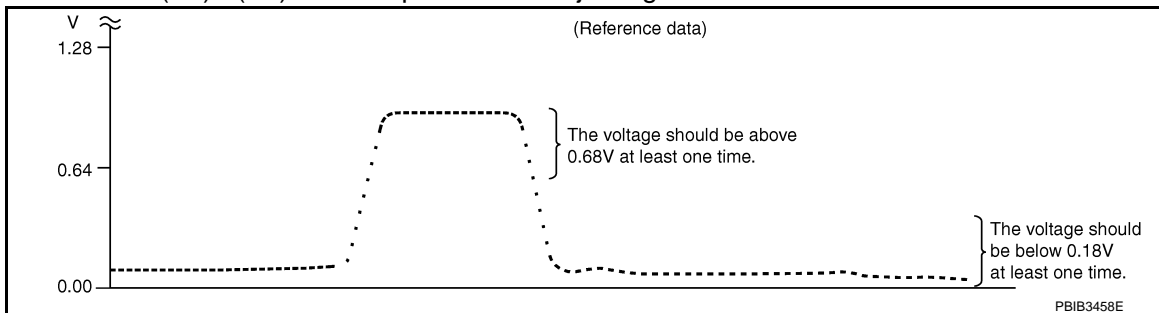 V
(Reference data)
1.28
The voltage should be above
0.68V at least one time.
0.64
The voltage should
be below 0.18V
at least one time.
0.00
PBIB3458E